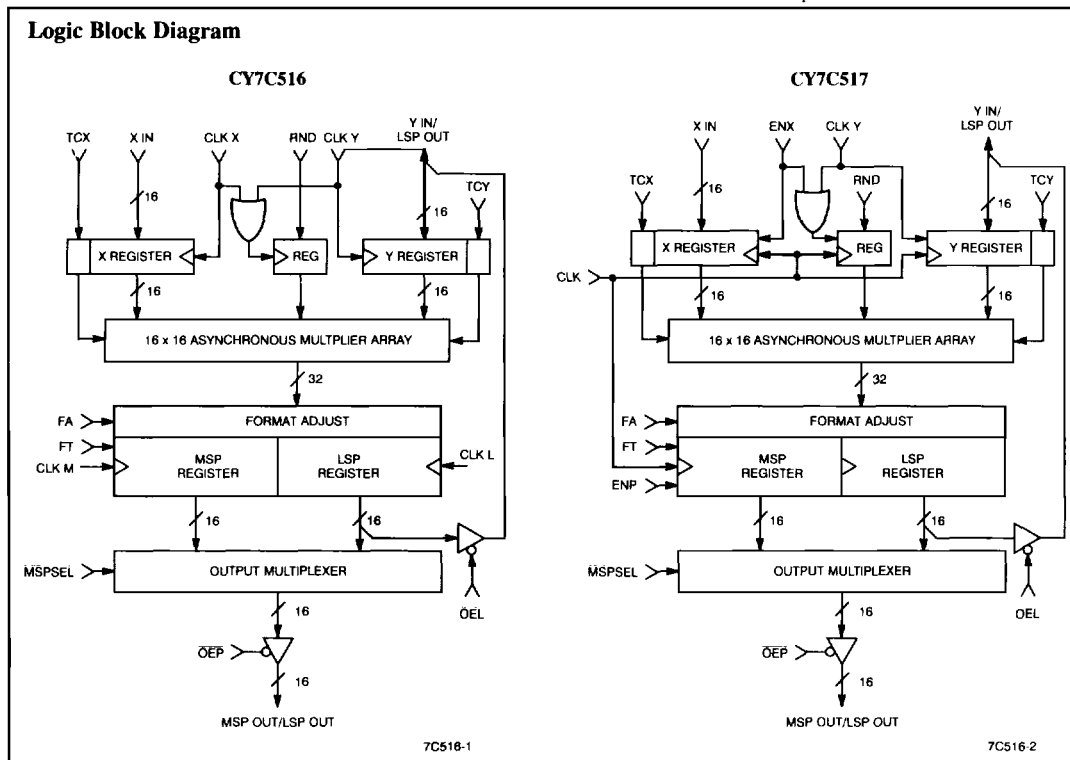 Logic Block Diagram
CY7C516
TCX
X IN
CLK X
RND
CLK Y
Y IN/
LSP OUT
TCY
16
16
X REGISTER
REG
Y REGISTER
16
16
16 x 16 ASYNCHRONOUS MULTPLIER ARRAY
32
FA
FORMAT ADJUST
FT
CLK M
MSP
REGISTER
LSP
REGISTER
CLK L
16
16
MSPSEL
OUTPUT MULTIPLEXER
OEL
16
OEP
16
MSP OUT/LSP OUT
7C516-1
CY7C517
X IN
ENX
CLK Y
Y IN/
LSP OUT
TCX
16
RND
16
TCY
X REGISTER
REG
Y REGISTER
CLK
16
16
16 x 16 ASYNCHRONOUS MULTPLIER ARRAY
32
FA
FORMAT ADJUST
FT
MSP
REGISTER
LSP
REGISTER
ENP
16
16
MSPSEL
OUTPUT MULTIPLEXER
OEL
16
OEP
16
MSP OUT/LSP OUT
7C516-2